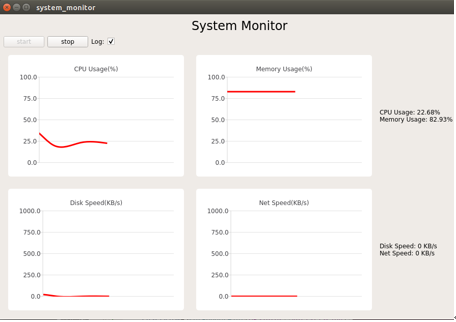 system_monitor
System Monitor
start
stop
Log:
CPU Usage(%)
100.0
75.0
50.0
25.0
0.0
Memory Usage(%)
100.0
75.0
50.0
25.0
0.0
CPU Usage: 22.68%
Memory Usage: 82.93%
Disk Speed(KB/s)
1000.0
750.0
500.0
250.0
0.0
Net Speed(KB/s)
1000.0
750.0
500.0
250.0
0.0
Disk Speed: 0 KB/s
Net Speed: 0 KB/s